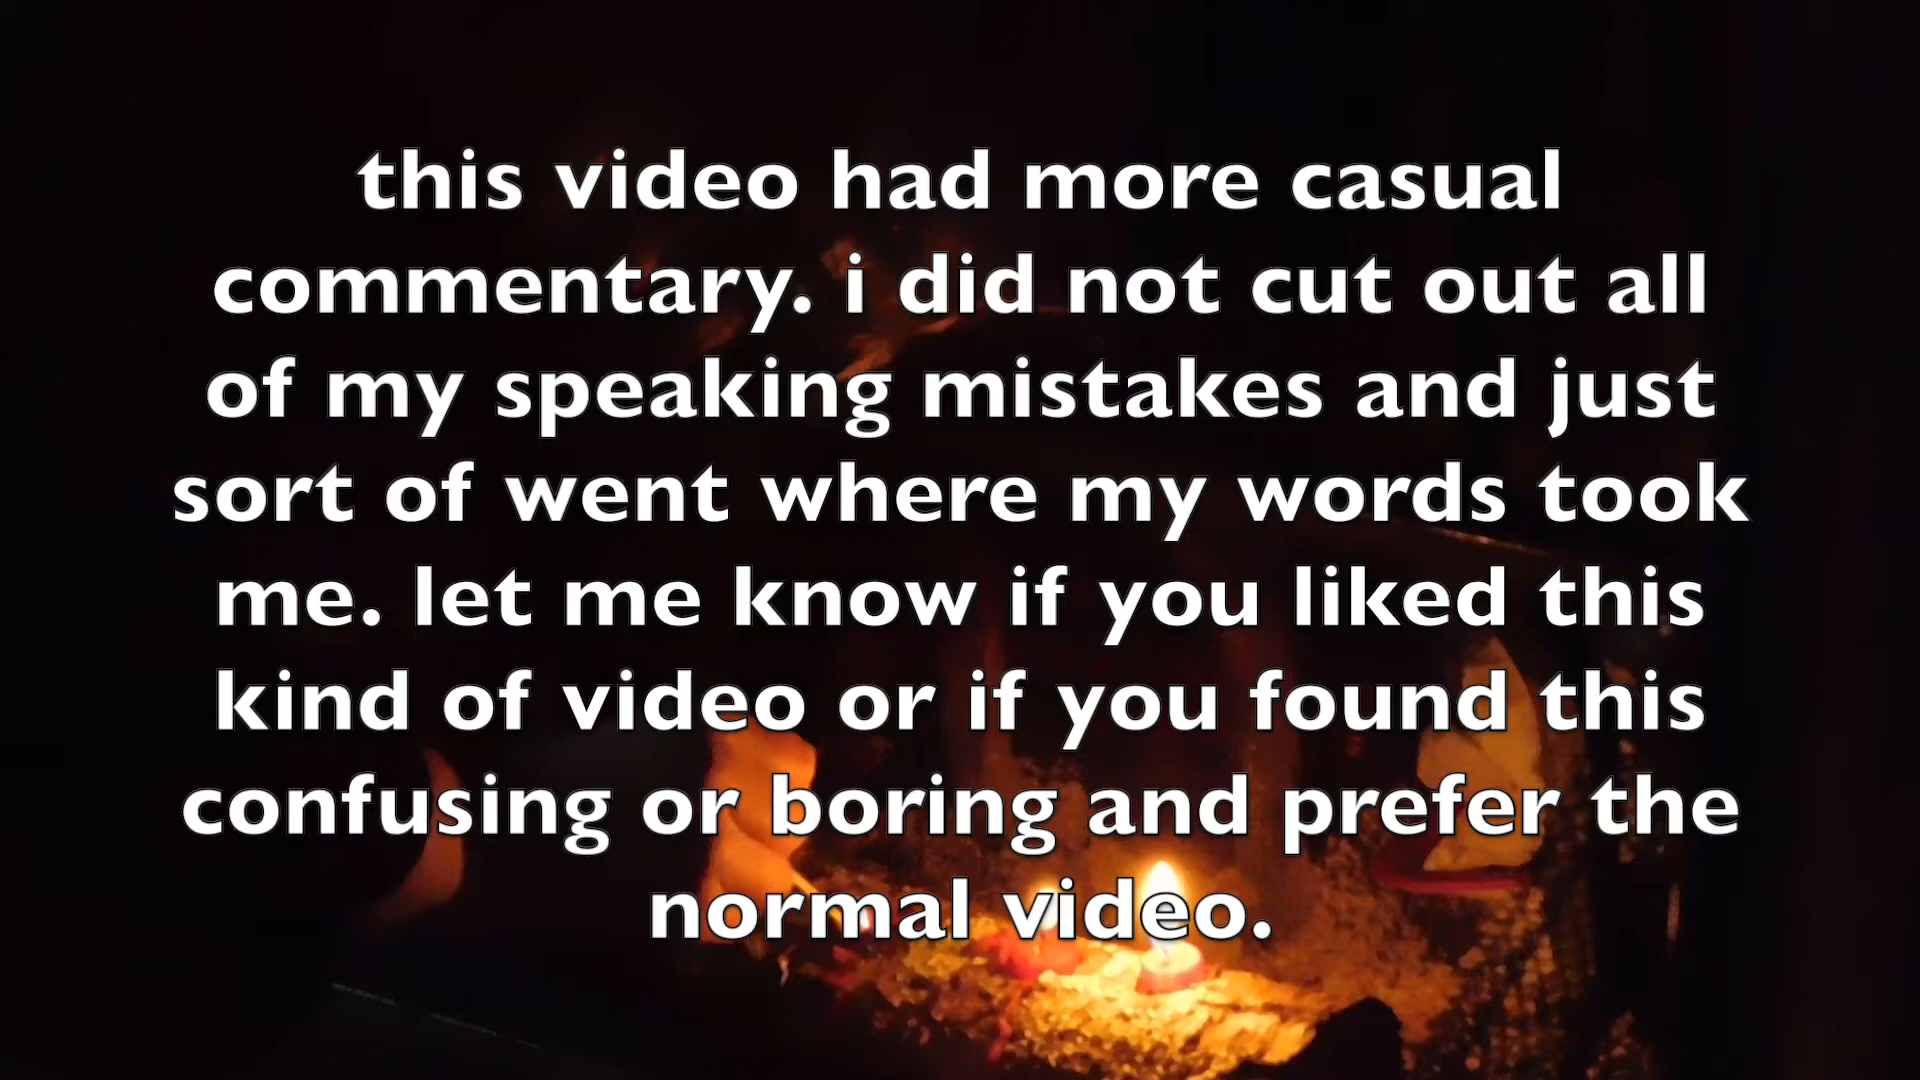 this video had more casual
commentary. i did not cut out all
of my speaking mistakes and just
sort of went where my words took
me. let me know if you liked this
kind of video or if you found this
confusing or boring and prefer the
normal video.